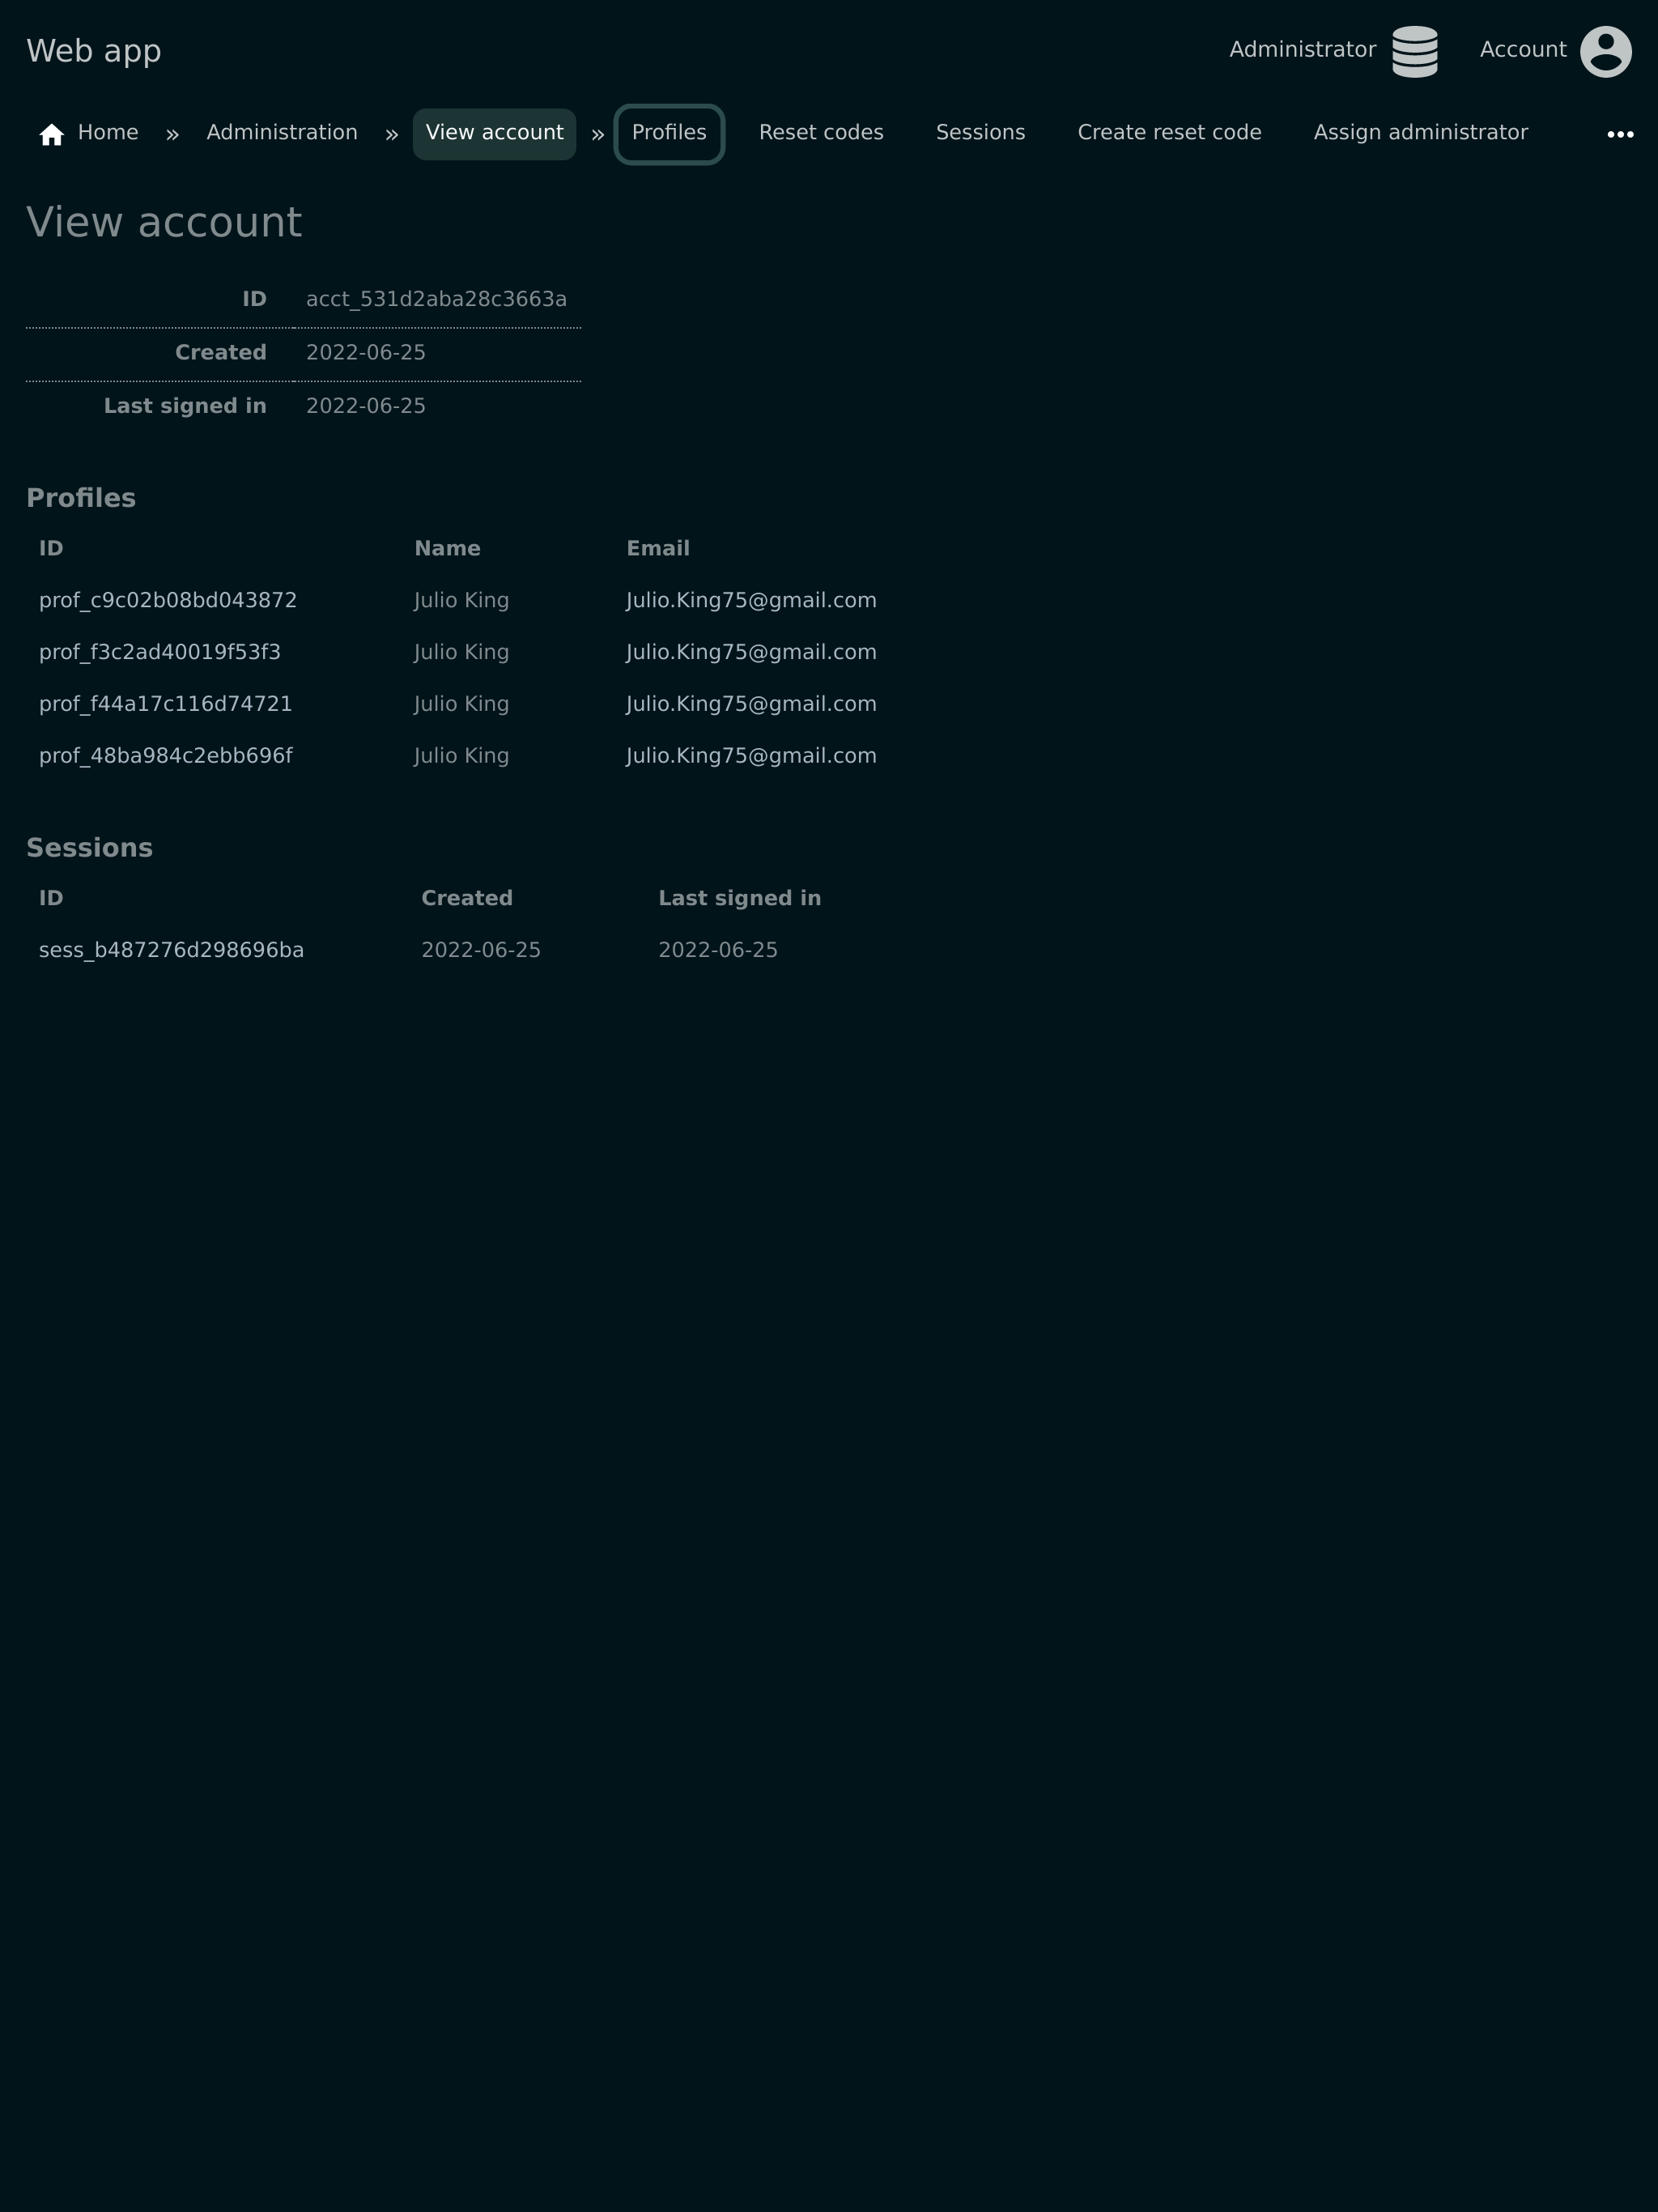 Web app
Administrator
Account
Home » Administration » View account » Profiles Reset codes Sessions Create reset code Assign administrator •••
View account
ID acct_531d2aba28c3663a
Created 2022-06-25
Last signed in 2022-06-25
Profiles
ID Name Email
prof_c9c02b08bd043872 Julio King Julio.King75@gmail.com
prof_f3c2ad40019f53f3 Julio King Julio.King75@gmail.com
prof_f44a17c116d74721 Julio King Julio.King75@gmail.com
prof_48ba984c2ebb696f Julio King Julio.King75@gmail.com
Sessions
ID Created Last signed in
sess_b487276d298696ba 2022-06-25 2022-06-25